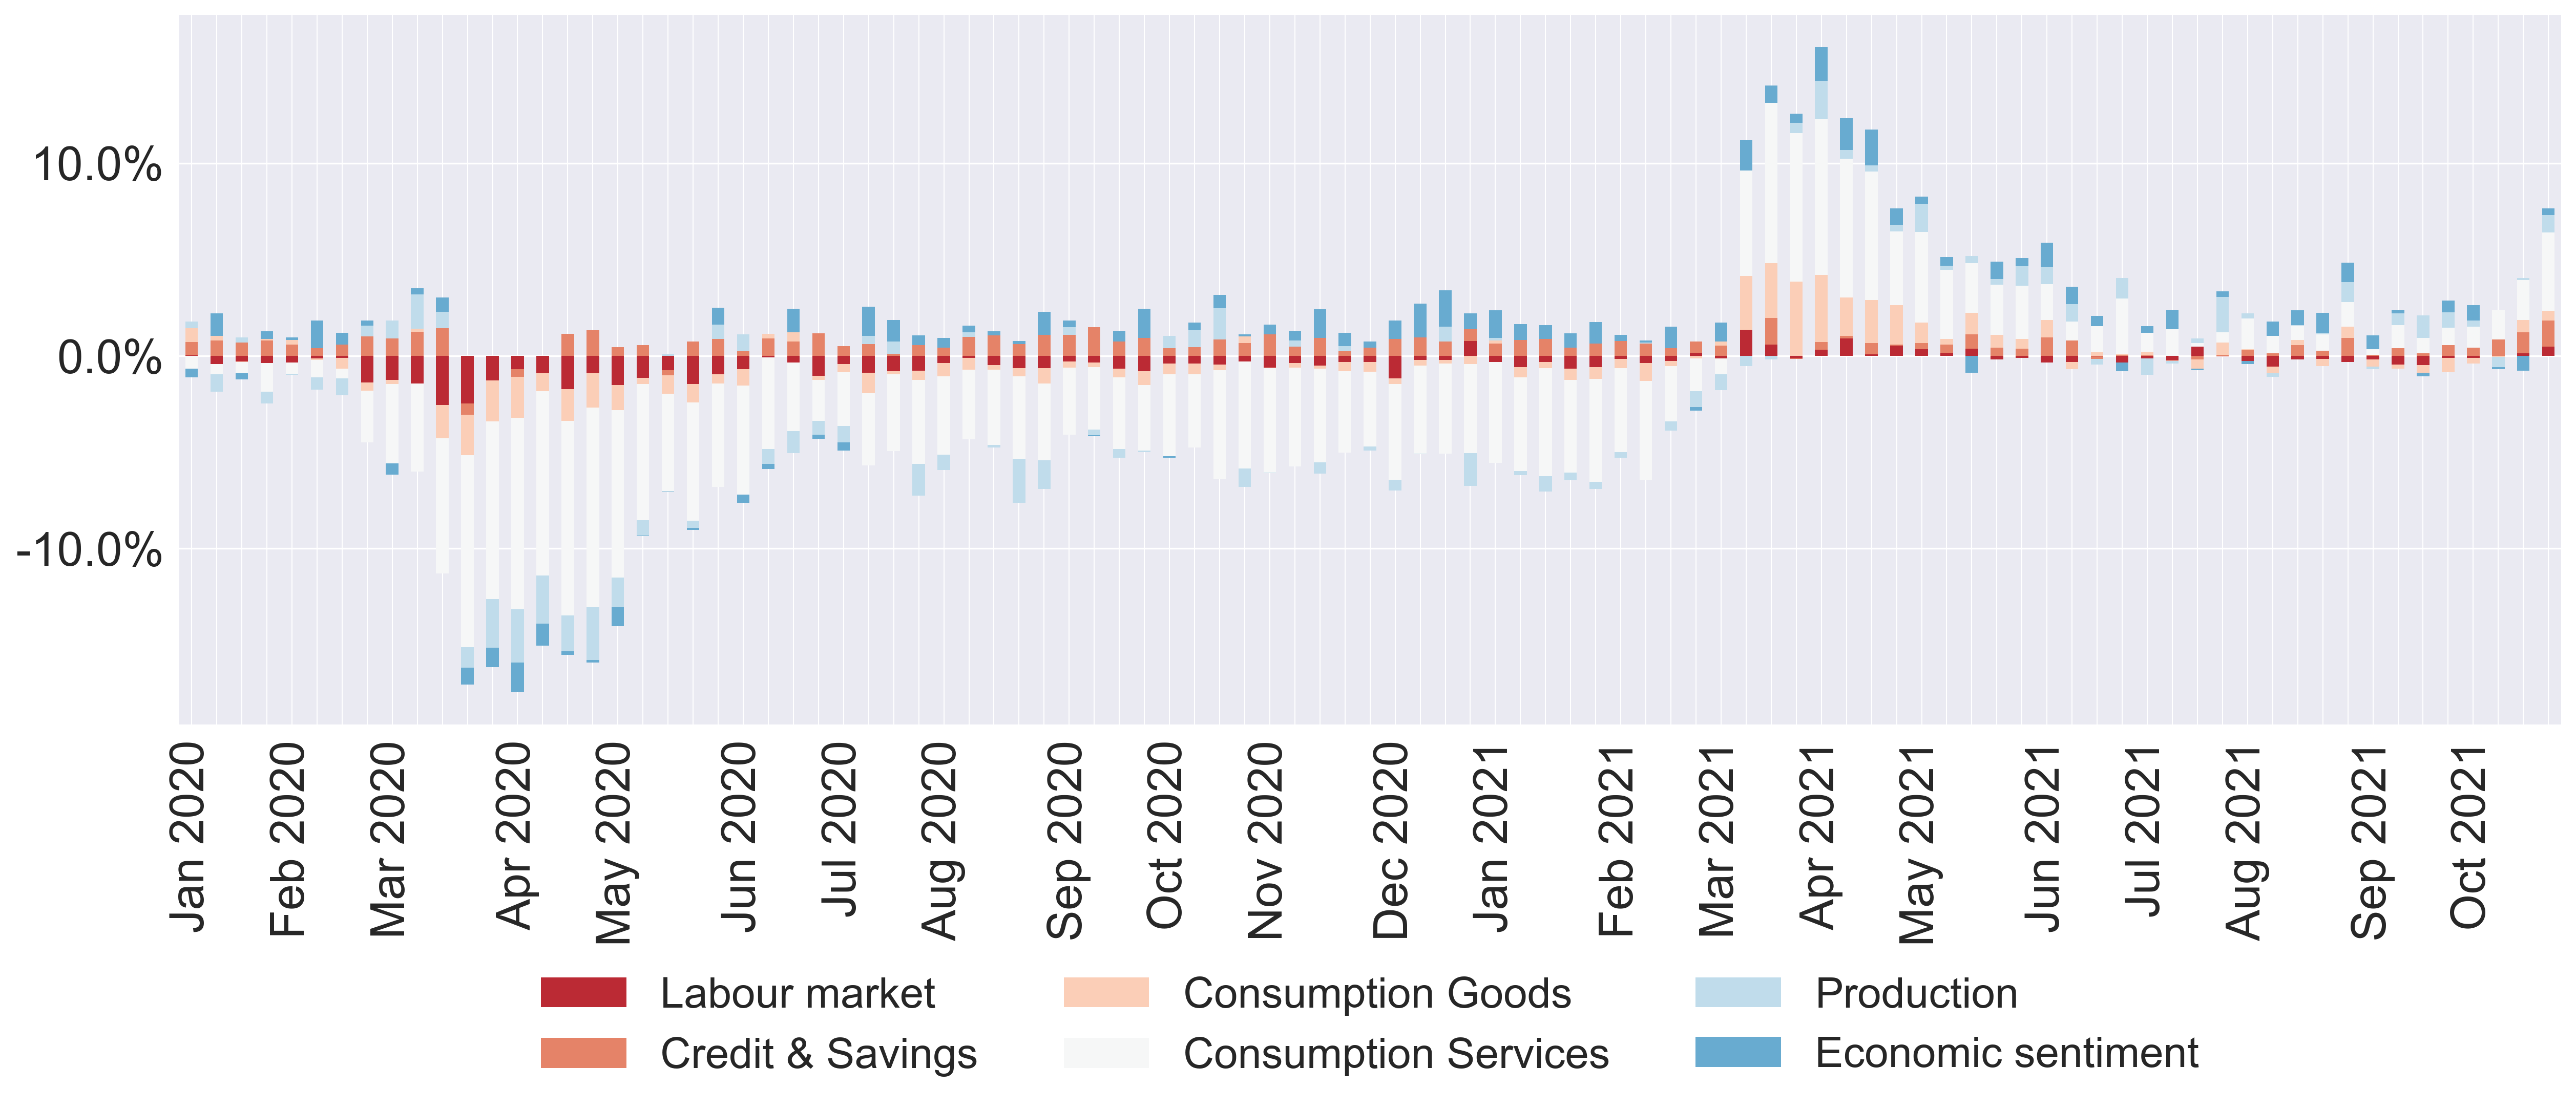 10.0%
0.0%
-10.0%
Jan 2020
Feb 2020
Mar 2020
Apr 2020
May 2020
Jun 2020
Jul 2020
Aug 2020
Sep 2020
Oct 2020
Nov 2020
Dec 2020
Jan 2021
Feb 2021
Mar 2021
Apr 2021
May 2021
Jun 2021
Jul 2021
Aug 2021
Sep 2021
Oct 2021
Labour market
Consumption Goods
Production
Credit & Savings
Consumption Services
Economic sentiment